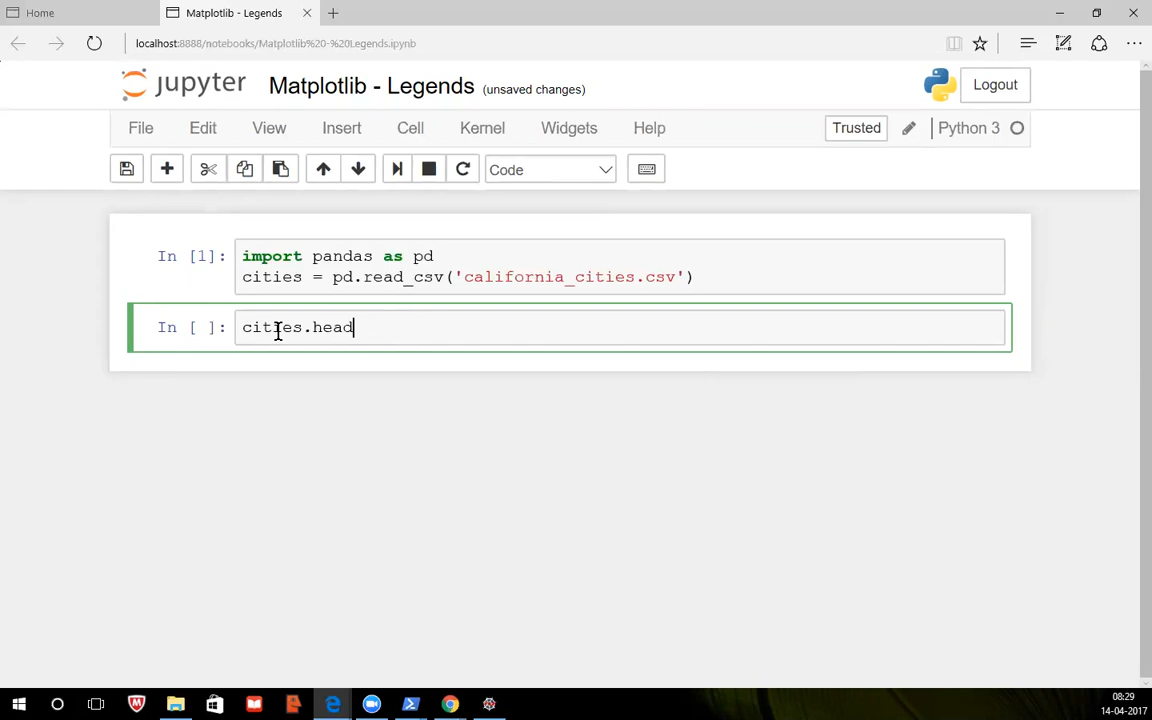 Home
Matplotlib - Legends
localhost:8888/notebooks/Matplotlib%20-%20Legends.ipynb
jupyter
Matplotlib - Legends (unsaved changes)
Logout
File Edit View Insert Cell Kernel Widgets Help
Trusted
Python 3
Code
In [1]:
import pandas as pd
cities = pd.read_csv('california_cities.csv')
In [ ]:
cities.head
08:29
14-04-2017